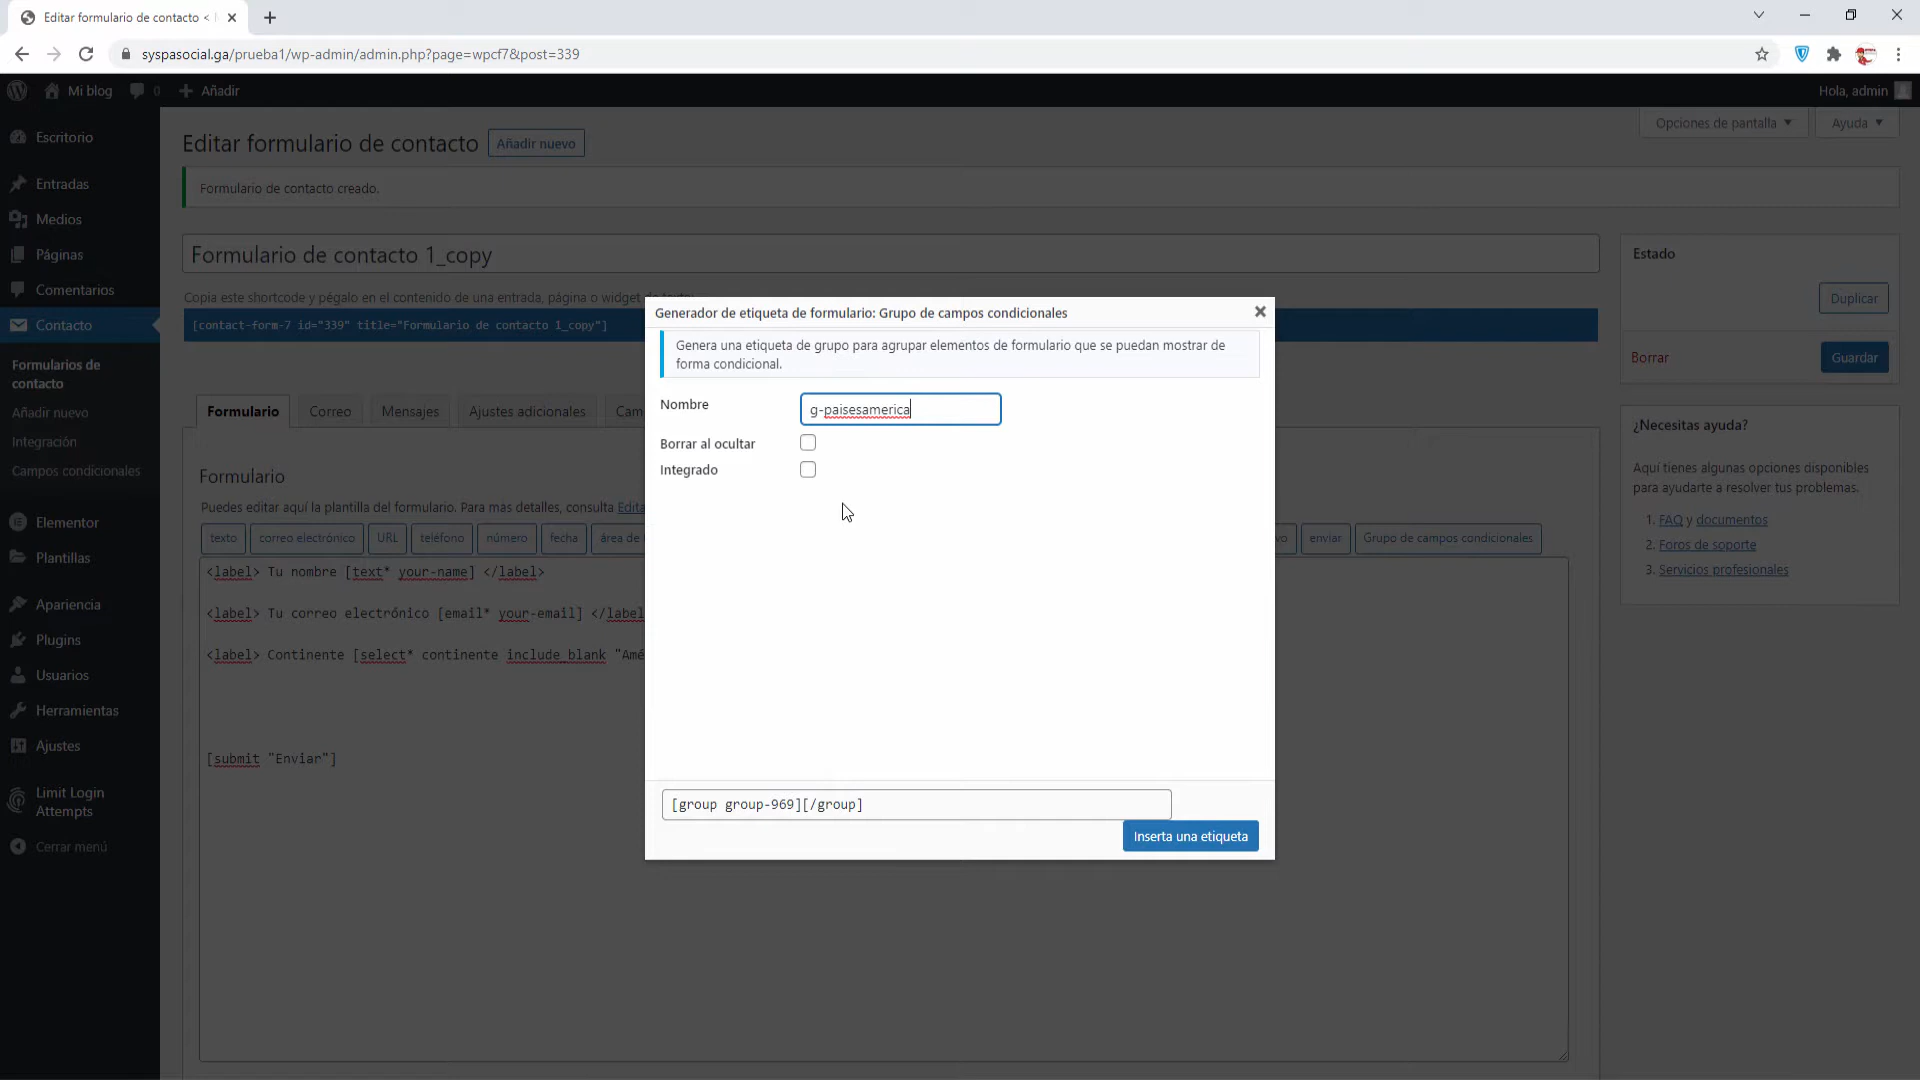 Editar formulario de contacto <
syspasocial.ga/prueba1/wp-admin/admin.php?page=wpcf7&post=339
Mi blog
0
Añadir
Hola, admin
Escritorio
Entradas
Medios
Páginas
Comentarios
Contacto
Formularios de
contacto
Añadir nuevo
Integración
Campos condicionales
Elementor
Plantillas
Apariencia
Plugins
Usuarios
Herramientas
Ajustes
Limit Login
Attempts
Cerrar menú
Opciones de pantalla
Ayuda
Editar formulario de contacto
Añadir nuevo
Formulario de contacto creado.
Formulario de contacto 1_copy
Copia este shortcode y pégalo en el contenido de una entrada, página o widget de texto:
[contact-form-7 id="339" title="Formulario de contacto 1_copy"]
Formulario
Correo
Mensajes
Ajustes adicionales
Cam
Formulario
Puedes editar aquí la plantilla del formulario. Para más detalles, consulta Edita
texto
correo electrónico
URL
teléfono
número
fecha
área de
vo
enviar
Grupo de campos condicionales
<label> Tu nombre [text* your-name] </label>
<label> Tu correo electrónico [email* your-email] </label
<label> Continente [select* continente include_blank "Amé
[submit "Enviar"]
Generador de etiqueta de formulario: Grupo de campos condicionales
Genera una etiqueta de grupo para agrupar elementos de formulario que se puedan mostrar de
forma condicional.
Nombre
g-paisesamerica
Borrar al ocultar
Integrado
[group group-969][/group]
Inserta una etiqueta
Estado
Duplicar
Borrar
Guardar
¿Necesitas ayuda?
Aquí tienes algunas opciones disponibles
para ayudarte a resolver tus problemas.
1. FAQ y documentos
2. Foros de soporte
3. Servicios profesionales